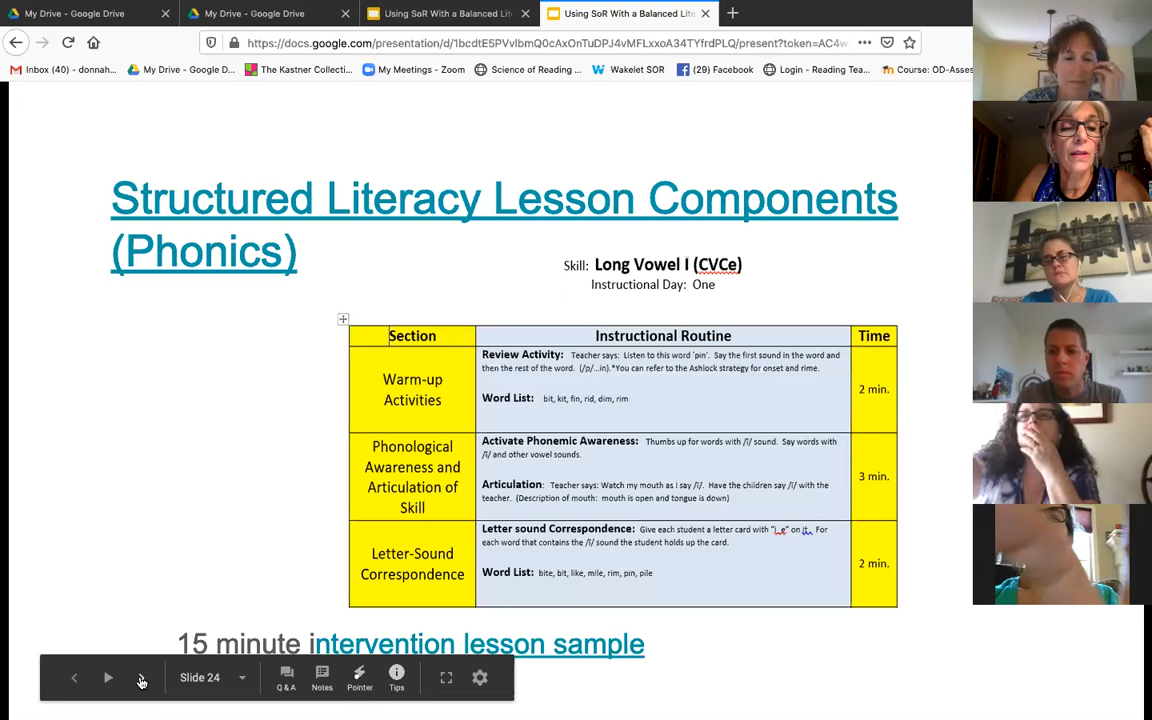 My Drive - Google Drive
My Drive - Google Drive
Using SoR With a Balanced Lit
Using SoR With a Balanced Lite
https://docs.google.com/presentation/d/1bcdtE5PVvlbmQ0cAxOnTuDPJ4vMFLxxoA34TYfrdPLQ/present?token=AC4w
Inbox (40) - donnah...
My Drive - Google D...
The Kastner Collecti...
My Meetings - Zoom
Science of Reading ...
Wakelet SOR
(29) Facebook
Login - Reading Tea...
Course: OD-Asses
Structured Literacy Lesson Components
(Phonics)
Skill: Long Vowel I (CVCe)
Instructional Day: One
Section Instructional Routine Time
Warm-up
Activities
Review Activity: Teacher says: Listen to this word 'pin'. Say the first sound in the word and
then the rest of the word. (/p/...in).*You can refer to the Ashlock strategy for onset and rime.
Word List: bit, kit, fin, rid, dim, rim
2 min.
Phonological
Awareness and
Articulation of
Skill
Activate Phonemic Awareness: Thumbs up for words with /ī/ sound. Say words with
/ī/ and other vowel sounds.
Articulation: Teacher says: Watch my mouth as I say /ī/. Have the children say /ī/ with the
teacher. (Description of mouth: mouth is open and tongue is down)
3 min.
Letter-Sound
Correspondence
Letter sound Correspondence: Give each student a letter card with "i_e" on it. For
each word that contains the /ī/ sound the student holds up the card.
Word List: bite, bit, like, mile, rim, pin, pile
2 min.
15 minute intervention lesson sample
Slide 24
Q & A
Notes
Pointer
Tips